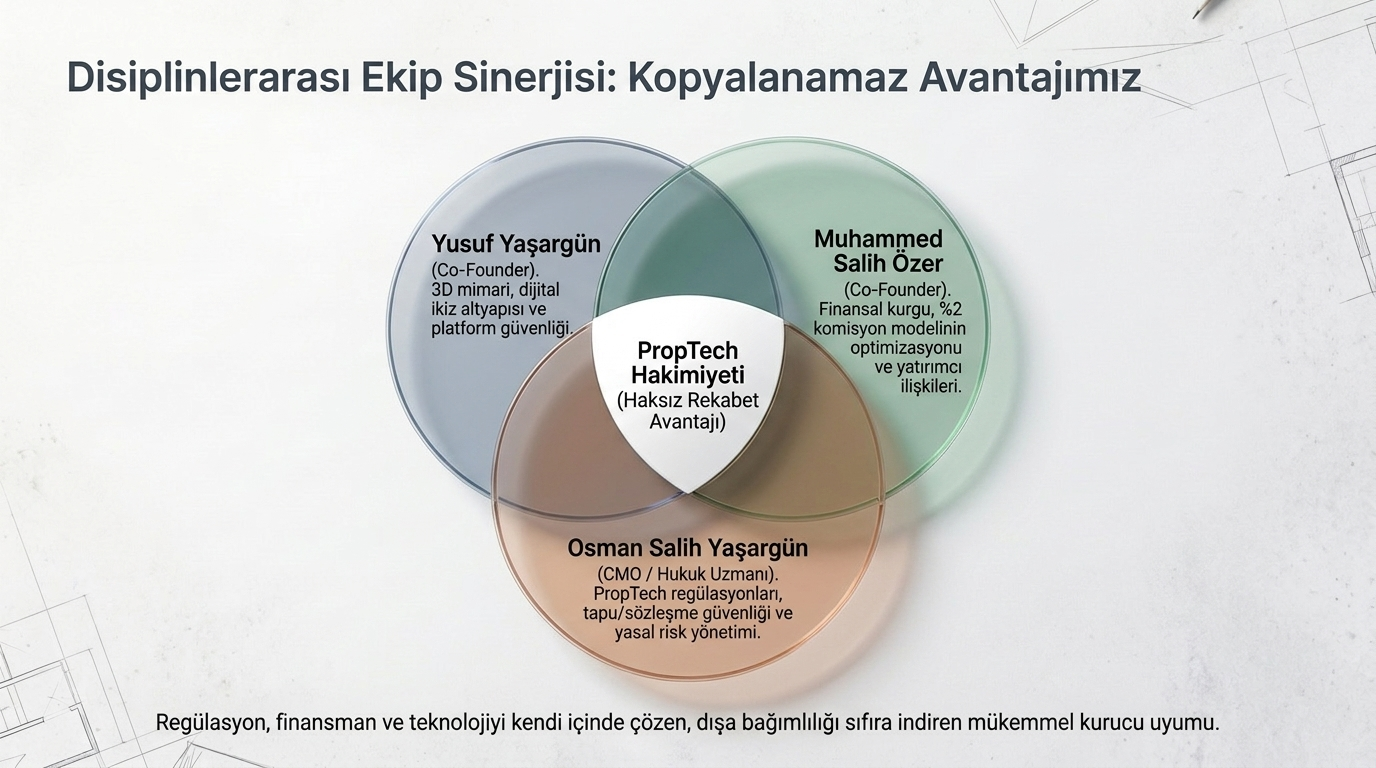 Disiplinlerarası Ekip Sinerjisi: Kopyalanamaz Avantajımız
Yusuf Yaşargün
(Co-Founder).
3D mimari, dijital
ikiz altyapısı ve
platform güvenliği.
Muhammed
Salih Özer
(Co-Founder).
Finansal kurgu, %2
komisyon modelinin
optimizasyonu
ve yatırımcı
ilişkileri.
PropTech
Hakimiyeti
(Haksız Rekabet
Avantajı)
Osman Salih Yaşargün
(CMO / Hukuk Uzmanı).
PropTech regülasyonları,
tapu/sözleşme güvenliği ve
yasal risk yönetimi.
Regülasyon, finansman ve teknolojiyi kendi içinde çözen, dışa bağımlılığı sıfıra indiren mükemmel kurucu uyumu.